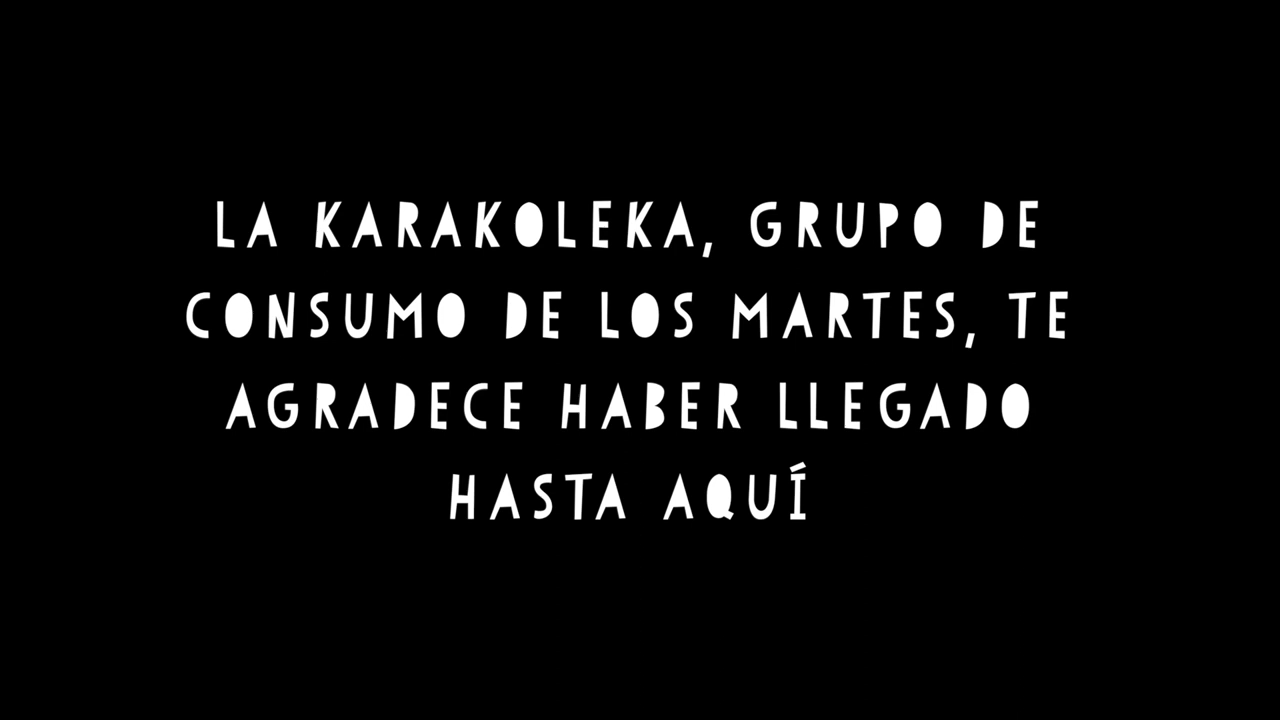 LA KARAKOLEKA, GRUPO DE
CONSUMO DE LOS MARTES, TE
AGRADECE HABER LLEGADO
HASTA AQUÍ